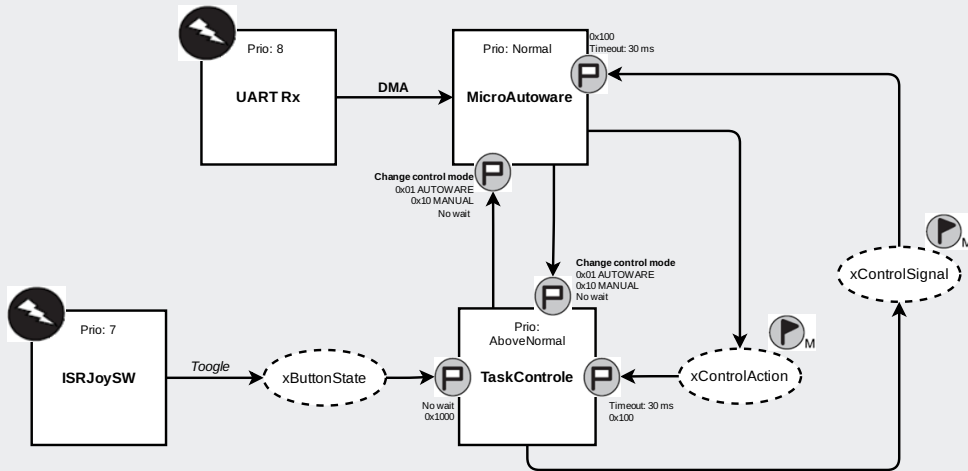 Prio: 8
UART Rx
DMA
Prio: Normal
MicroAutoware
0x100
Timeout: 30 ms
Change control mode
0x01 AUTOWARE
0x10 MANUAL
No wait
Change control mode
0x01 AUTOWARE
0x10 MANUAL
No wait
M
xControlSignal
Prio: 7
ISRJoySW
Toogle
xButtonState
No wait
0x1000
Prio:
AboveNormal
TaskControle
Timeout: 30 ms
0x100
M
xControlAction